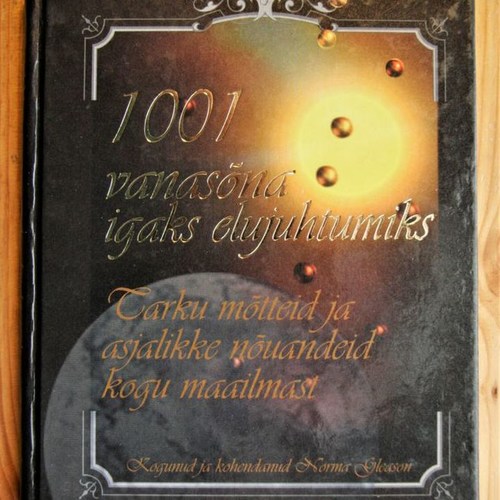 1001
vanasõna
igaks elujuhtumiks
Tarku mõtteid ja
asjalikke nõuandeid
kogu maailmast
Kogunud ja kohendanud Norma Gleason